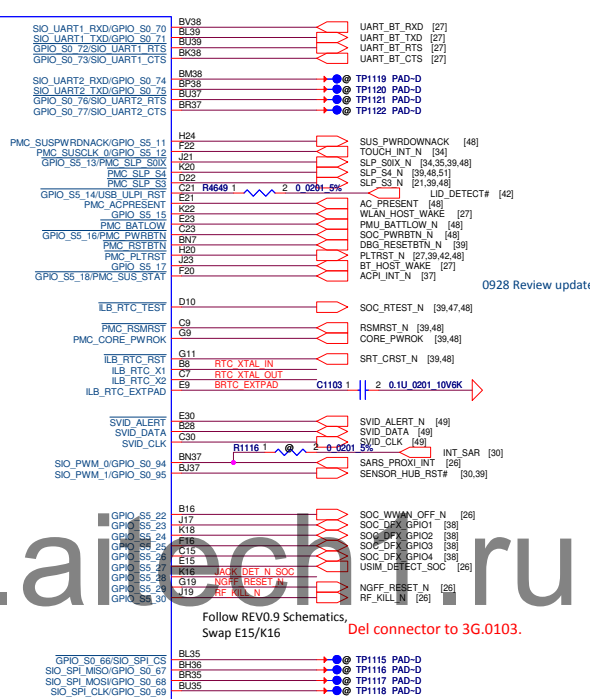 SIO_UART1_RXD/GPIO_S0_70 BV38 UART_BT_RXD [27]
SIO_UART1_TXD/GPIO_S0_71 BL39 UART_BT_TXD [27]
GPIO_S0_72/SIO_UART1_RTS BU39 UART_BT_RTS [27]
GPIO_S0_73/SIO_UART1_CTS BK38 UART_BT_CTS [27]
SIO_UART2_RXD/GPIO_S0_74 BM38 @ TP1119 PAD~D
SIO_UART2_TXD/GPIO_S0_75 BP38 @ TP1120 PAD~D
GPIO_S0_76/SIO_UART2_RTS BU37 @ TP1121 PAD~D
GPIO_S0_77/SIO_UART2_CTS BR37 @ TP1122 PAD~D
PMC_SUSPWRDNACK/GPIO_S5_11 H24 SUS_PWRDOWNACK [48]
PMC_SUSCLK_0/GPIO_S5_12 F22 TOUCH_INT_N [34]
GPIO_S5_13/PMC_SLP_S0IX J21 SLP_S0IX_N [34,35,39,48]
PMC_SLP_S4 K20 SLP_S4_N [39,48,51]
PMC_SLP_S3 D22 SLP_S3_N [21,39,48]
GPIO_S5_14/USB_ULPI_RST C21 R4649 1 2 0_0201_5% LID_DETECT# [42]
PMC_ACPRESENT E21 AC_PRESENT [48]
GPIO_S5_15 K22 WLAN_HOST_WAKE [27]
PMC_BATLOW E23 PMU_BATTLOW_N [48]
GPIO_S5_16/PMC_PWRBTN C23 SOC_PWRBTN_N [48]
PMC_RSTBTN BN7 DBG_RESETBTN_N [39]
PMC_PLTRST H20 PLTRST_N [27,39,42,48]
GPIO_S5_17 J23 BT_HOST_WAKE [27]
GPIO_S5_18/PMC_SUS_STAT F20 ACPI_INT_N [37]
0928 Review update
ILB_RTC_TEST D10 SOC_RTEST_N [39,47,48]
PMC_RSMRST C9 RSMRST_N [39,48]
PMC_CORE_PWROK G9 CORE_PWROK [39,48]
ILB_RTC_RST G11 SRT_CRST_N [39,48]
ILB_RTC_X1 B8 RTC_XTAL_IN
ILB_RTC_X2 C7 RTC_XTAL_OUT
ILB_RTC_EXTPAD E9 BRTC_EXTPAD C1103 1 2 0.1U_0201_10V6K
SVID_ALERT E30 SVID_ALERT_N [49]
SVID_DATA B28 SVID_DATA [49]
SVID_CLK C30 SVID_CLK [49]
R1116 1 @ 2 0_0201_5% INT_SAR [30]
SIO_PWM_0/GPIO_S0_94 BN37 SARS_PROXI_INT [26]
SIO_PWM_1/GPIO_S0_95 BJ37 SENSOR_HUB_RST# [30,39]
GPIO_S5_22 B16 SOC_WWAN_OFF_N [26]
GPIO_S5_23 J17 SOC_DFX_GPIO1 [38]
GPIO_S5_24 K18 SOC_DFX_GPIO2 [38]
GPIO_S5_25 F16 SOC_DFX_GPIO3 [38]
GPIO_S5_26 C15 SOC_DFX_GPIO4 [38]
GPIO_S5_27 E15 USIM_DETECT_SOC [26]
GPIO_S5_28 K16 JACK_DET_N_SOC
GPIO_S5_29 G19 NGFF_RESET_N NGFF_RESET_N [26]
GPIO_S5_30 J19 RF_KILL_N RF_KILL_N [26]
.aitech1.ru
Follow REV0.9 Schematics,
Swap E15/K16
Del connector to 3G.0103.
GPIO_S0_66/SIO_SPI_CS BL35 @ TP1115 PAD~D
SIO_SPI_MISO/GPIO_S0_67 BH36 @ TP1116 PAD~D
SIO_SPI_MOSI/GPIO_S0_68 BR35 @ TP1117 PAD~D
SIO_SPI_CLK/GPIO_S0_69 BU35 @ TP1118 PAD~D